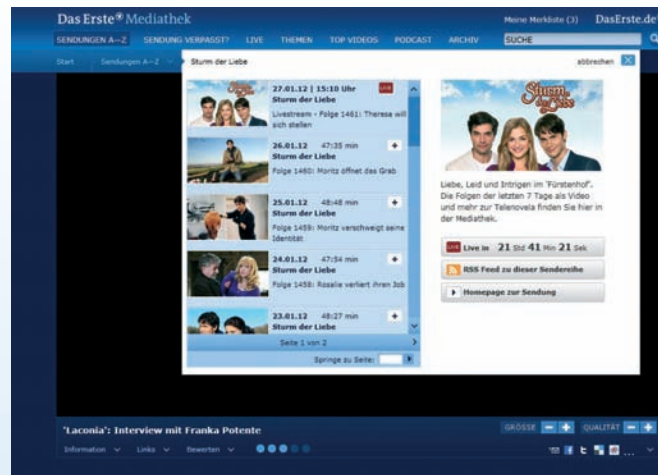 Das Erste Mediathek
Meine Merkliste (3) DasErste.de
SENDUNGEN A—Z SENDUNG VERPASST? LIVE THEMEN TOP VIDEOS PODCAST ARCHIV SUCHE
Start Sendungen A—Z Sturm der Liebe abbrechen X
27.01.12 | 15:10 Uhr LIVE
Sturm der Liebe
Livestream - Folge 1461: Therese will
sich stellen
26.01.12 47:35 min +
Sturm der Liebe
Folge 1460: Moritz öffnet das Grab
25.01.12 48:48 min +
Sturm der Liebe
Folge 1459: Moritz verschweigt seine
Identität
24.01.12 47:54 min +
Sturm der Liebe
Folge 1458: Rosalie verliert ihren Job
23.01.12 48:27 min +
Sturm der Liebe
Seite 1 von 2
Springe zu Seite:
Sturm der Liebe
Liebe, Leid und Intrigen im 'Fürstenhof'.
Die Folgen der letzten 7 Tage als Video
und mehr zur Telenovela finden Sie hier in
der Mediathek.
LIVE Live in 21 Std 41 Min 21 Sek
RSS Feed zu dieser Sendereihe
Homepage zur Sendung
'Laconia': Interview mit Franka Potente
GRÖSSE − + QUALITÄT − +
Information Links Bewerten
...